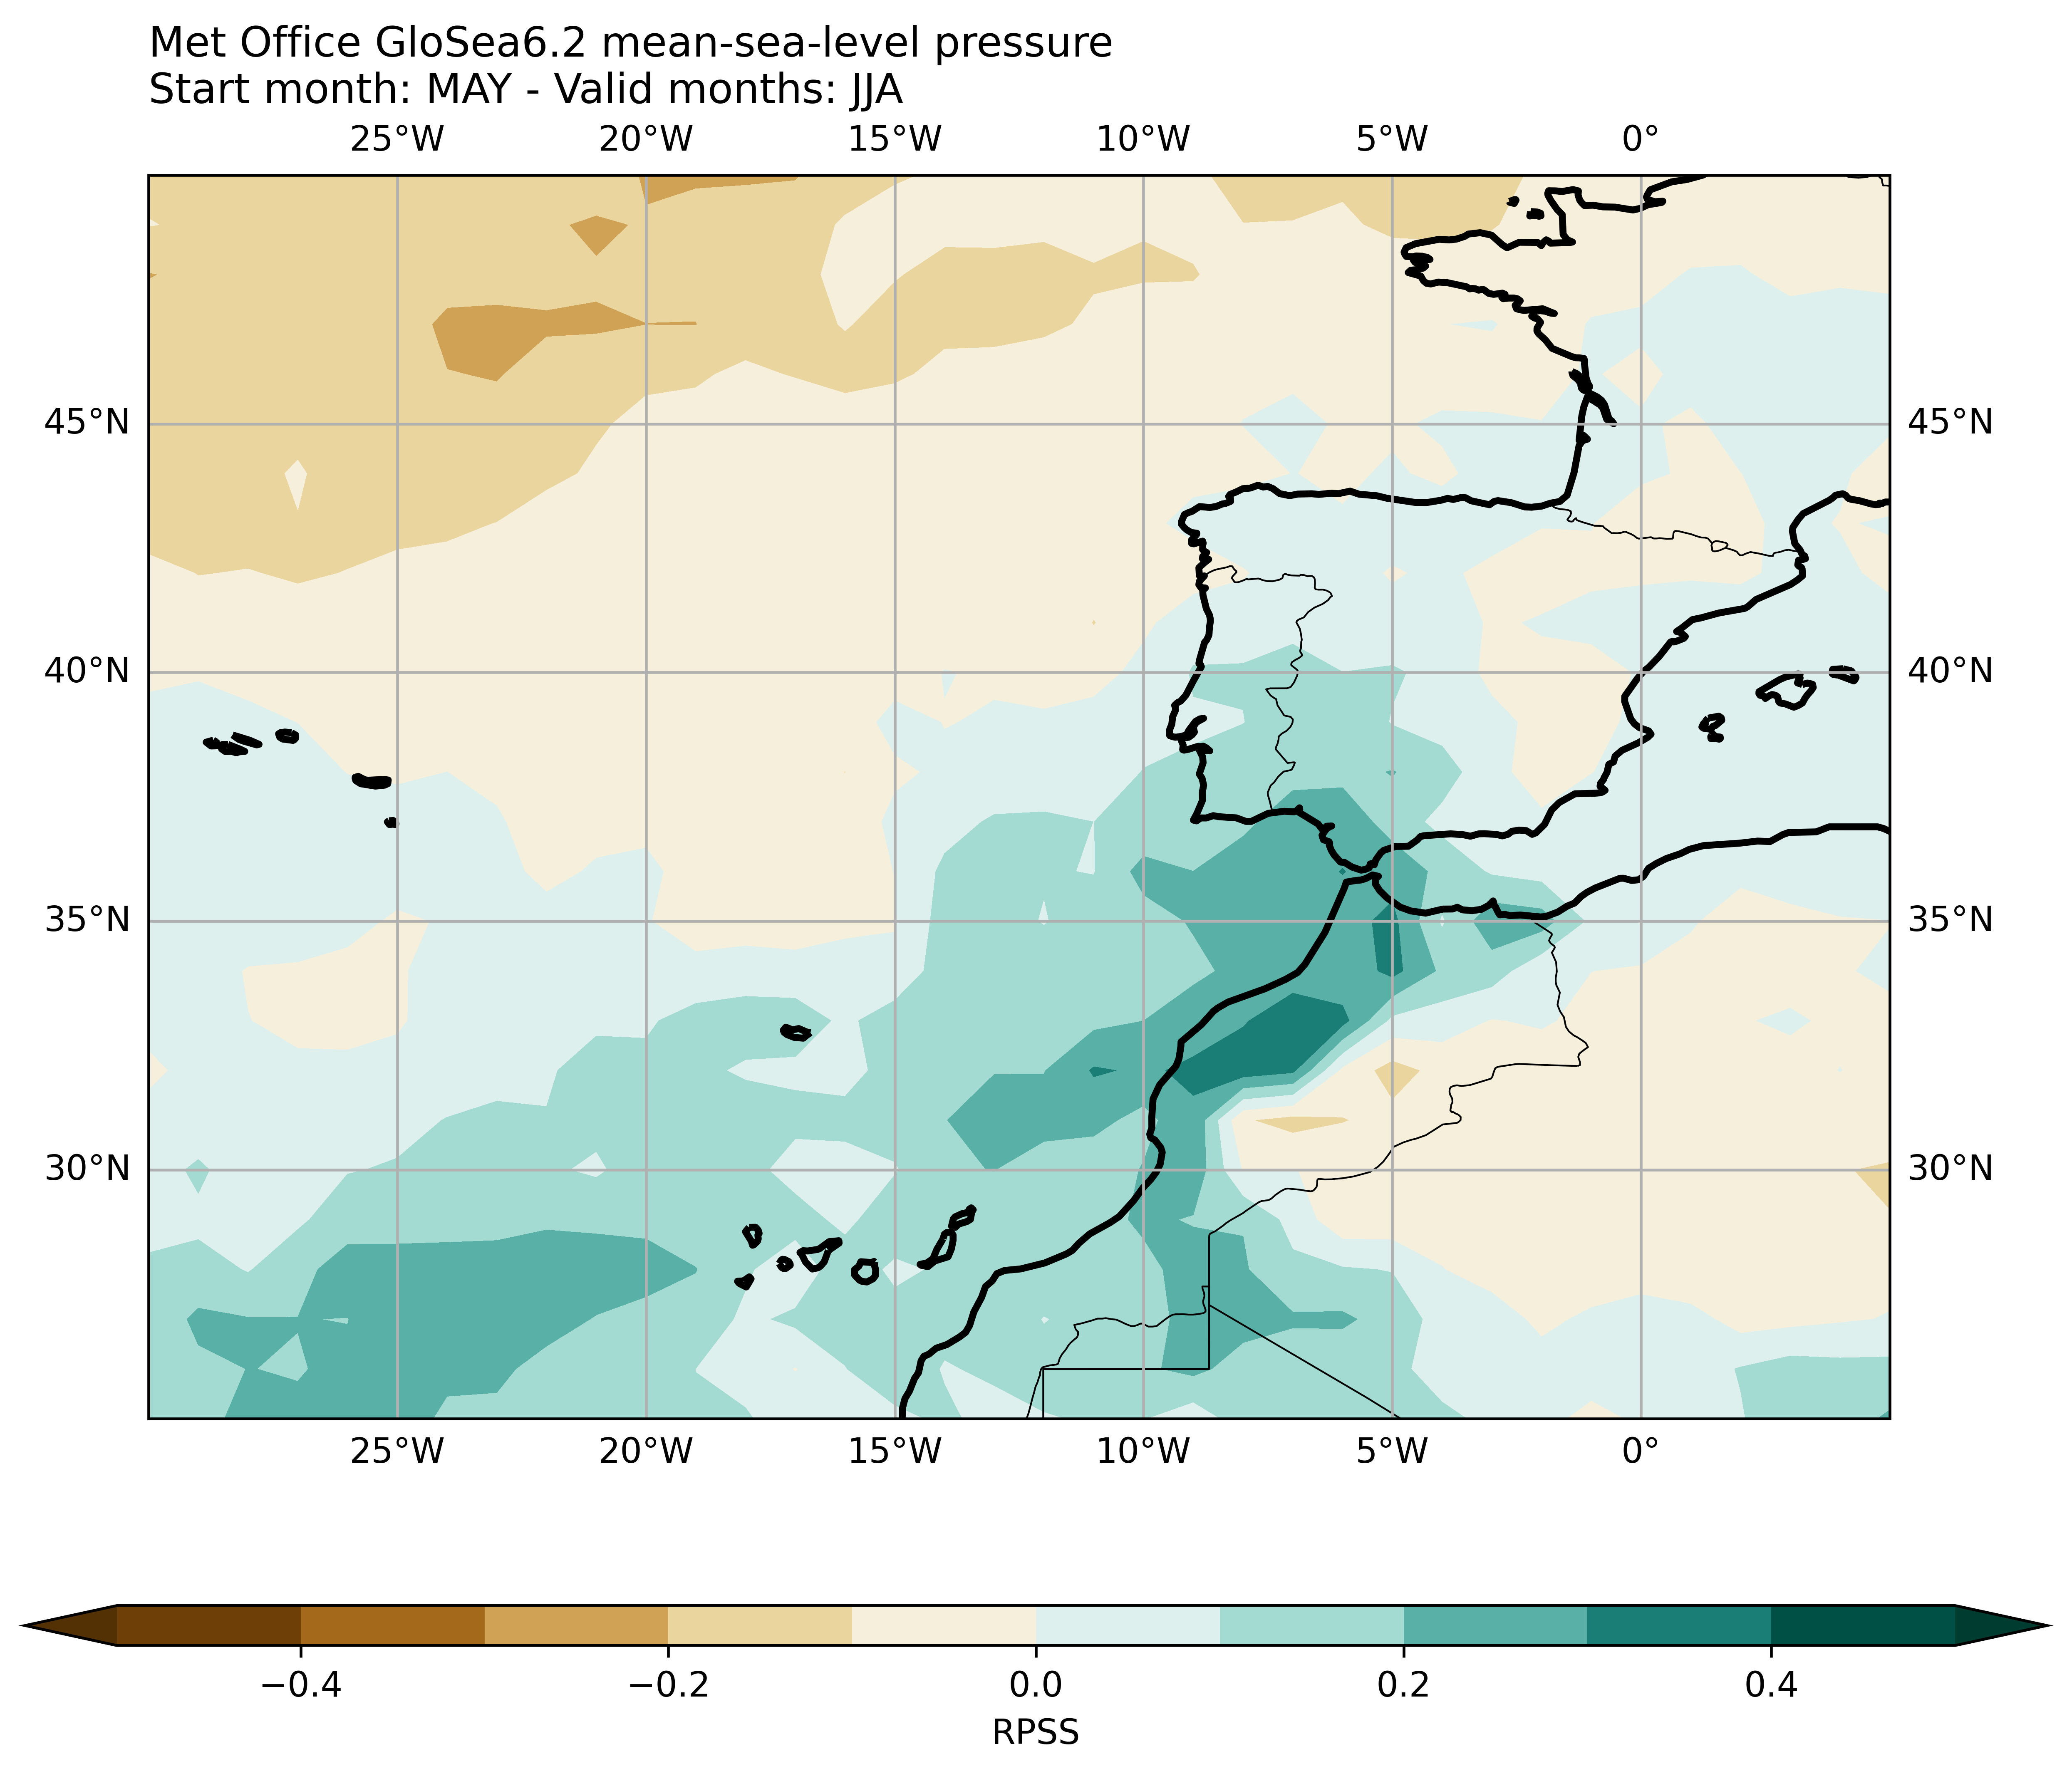 Met Office GloSea6.2 mean-sea-level pressure
Start month: MAY - Valid months: JJA
25°W 20°W 15°W 10°W 5°W 0°
45°N 45°N
40°N 40°N
35°N 35°N
30°N 30°N
25°W 20°W 15°W 10°W 5°W 0°
−0.4 −0.2 0.0 0.2 0.4
RPSS